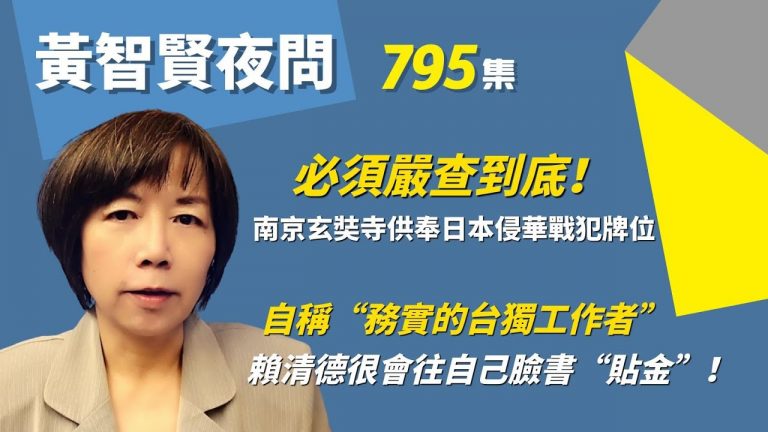 黃智賢夜問 795集
必須嚴查到底！
南京玄奘寺供奉日本侵華戰犯牌位
自稱“務實的台獨工作者”
賴清德很會往自己臉書“貼金”！